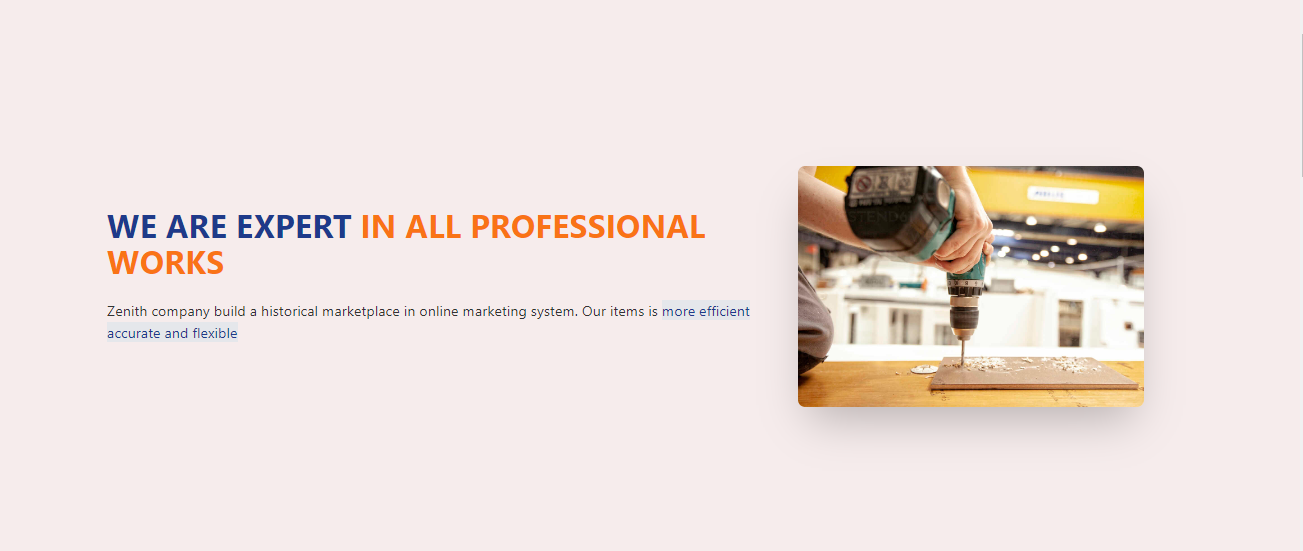 WE ARE EXPERT IN ALL PROFESSIONAL
WORKS
Zenith company build a historical marketplace in online marketing system. Our items is more efficient
accurate and flexible